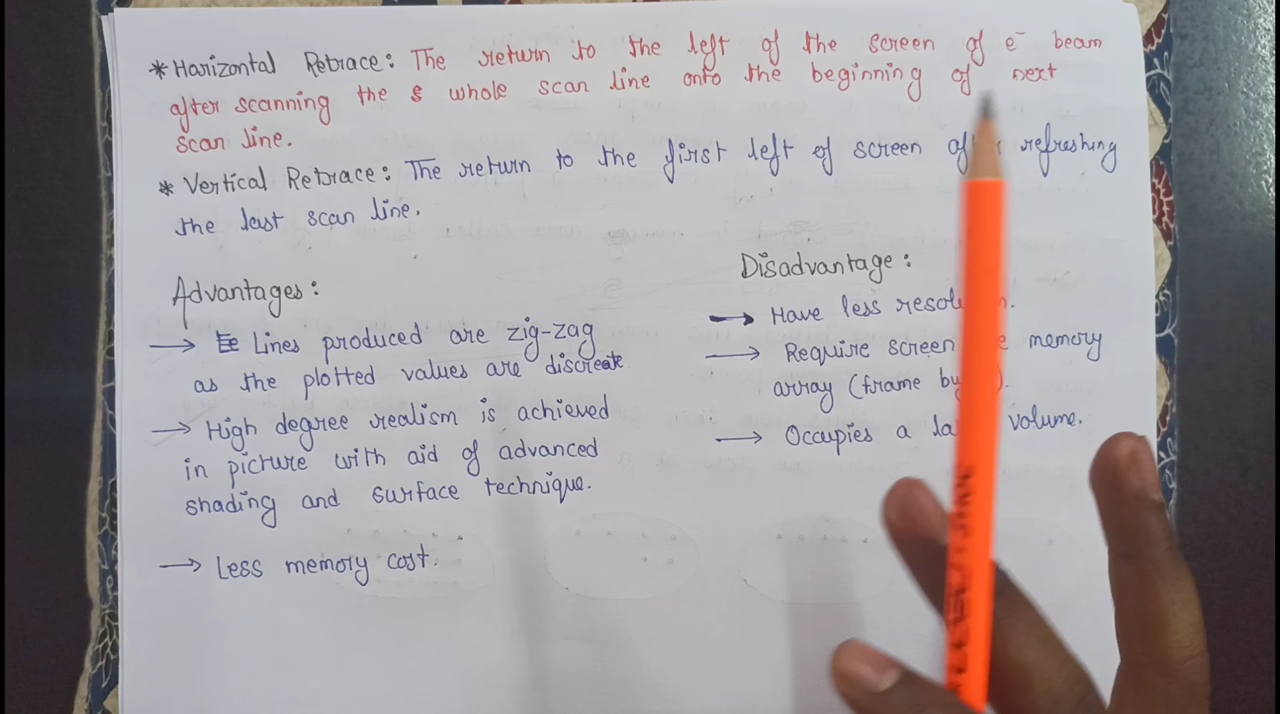 * Horizontal Retrace: The return to the left of the screen of e⁻ beam
after scanning the whole scan line onto the beginning of next
scan line.
* Vertical Retrace: The return to the first left of screen refreshing
the last scan line.
Advantages:
→ Lines produced are zig-zag
as the plotted values are discreate
→ High degree realism is achieved
in picture with aid of advanced
shading and surface technique.
→ Less memory cost.
Disadvantage:
→ Have less
→ Require screen memory
array (frame
→ Occupies a volume.